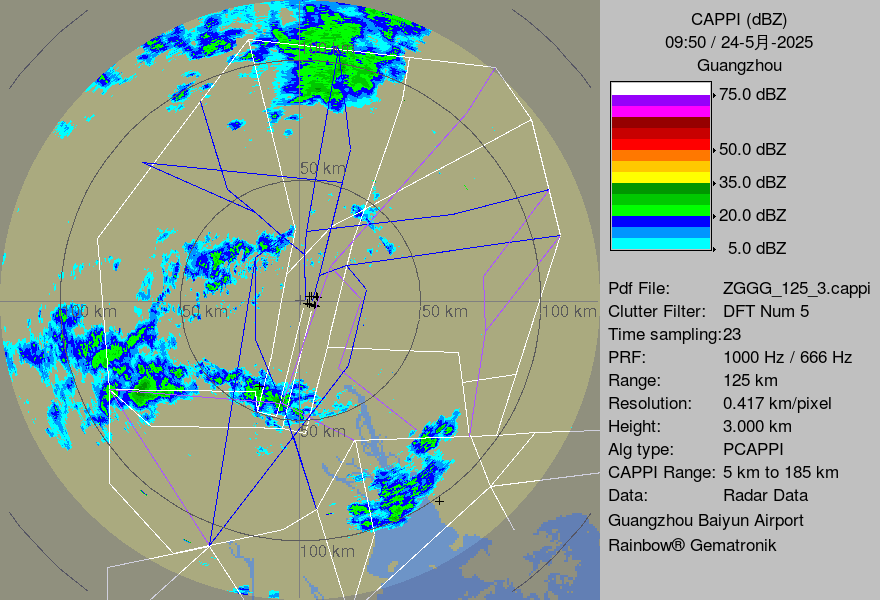 CAPPI (dBZ)
09:50 / 24-5月-2025
Guangzhou
75.0 dBZ
50.0 dBZ
35.0 dBZ
20.0 dBZ
5.0 dBZ
Pdf File: ZGGG_125_3.cappi
Clutter Filter: DFT Num 5
Time sampling:23
PRF: 1000 Hz / 666 Hz
Range: 125 km
Resolution: 0.417 km/pixel
Height: 3.000 km
Alg type: PCAPPI
CAPPI Range: 5 km to 185 km
Data: Radar Data
Guangzhou Baiyun Airport
Rainbow® Gematronik
100 km
50 km
100 km
50 km
50 km
100 km
50 km
100 km